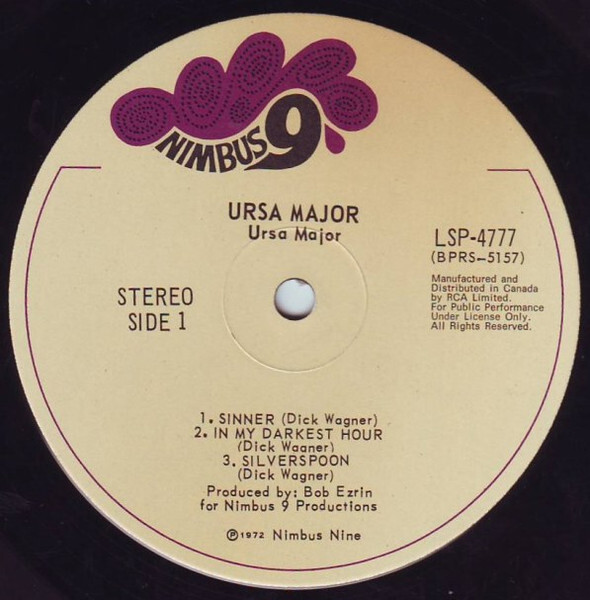 NIMBUS 9
URSA MAJOR
Ursa Major
LSP-4777
(BPRS-5157)
Manufactured and
Distributed in Canada
by RCA Limited.
For Public Performance
Under License Only.
All Rights Reserved.
STEREO
SIDE 1
1. SINNER (Dick Wagner)
2. IN MY DARKEST HOUR
(Dick Wagner)
3. SILVERSPOON
(Dick Wagner)
Produced by: Bob Ezrin
for Nimbus 9 Productions
℗1972 Nimbus Nine